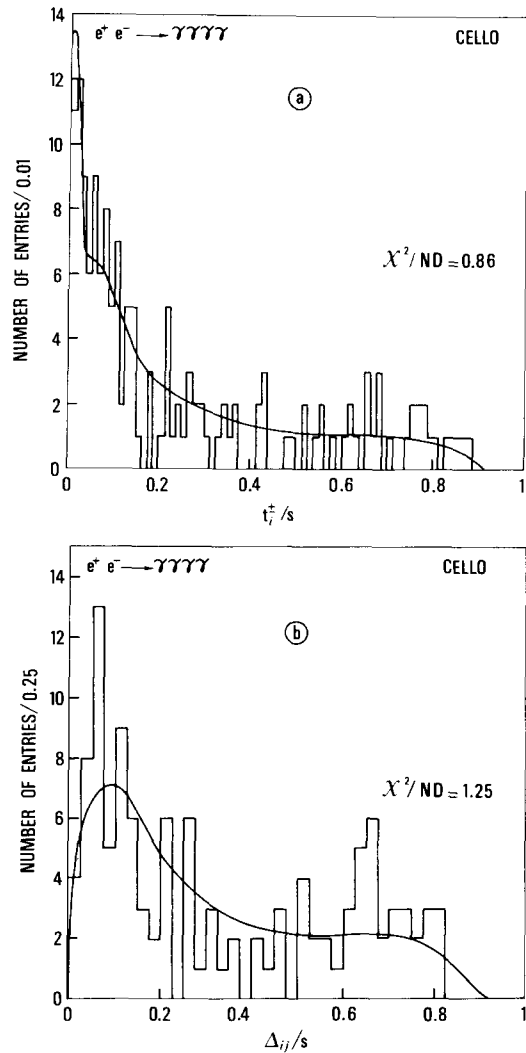 e⁺ e⁻ → γγγγ CELLO
ⓐ
χ²/ND = 0.86
NUMBER OF ENTRIES/0.01
14
12
10
8
6
4
2
0
0 0.2 0.4 0.6 0.8 1
tᵢ±/s
e⁺ e⁻ → γγγγ CELLO
ⓑ
χ²/ND = 1.25
NUMBER OF ENTRIES/0.25
14
12
10
8
6
4
2
0
0 0.2 0.4 0.6 0.8 1
Δᵢⱼ/s